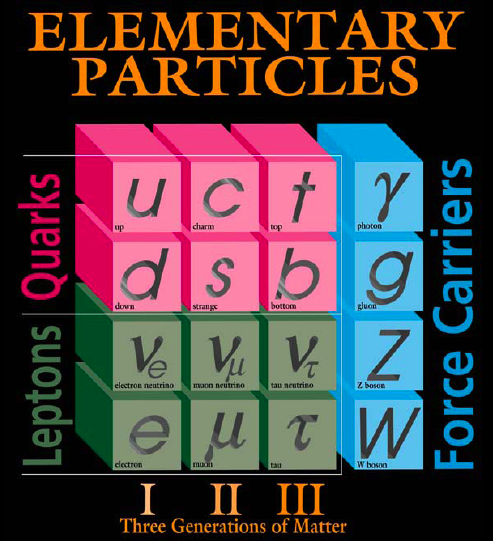 ELEMENTARY
PARTICLES
Quarks
Leptons
Force Carriers
u
up
c
charm
t
top
γ
photon
d
down
s
strange
b
bottom
g
gluon
νe
electron neutrino
νμ
muon neutrino
ντ
tau neutrino
Z
Z boson
e
electron
μ
muon
τ
tau
W
W boson
I II III
Three Generations of Matter